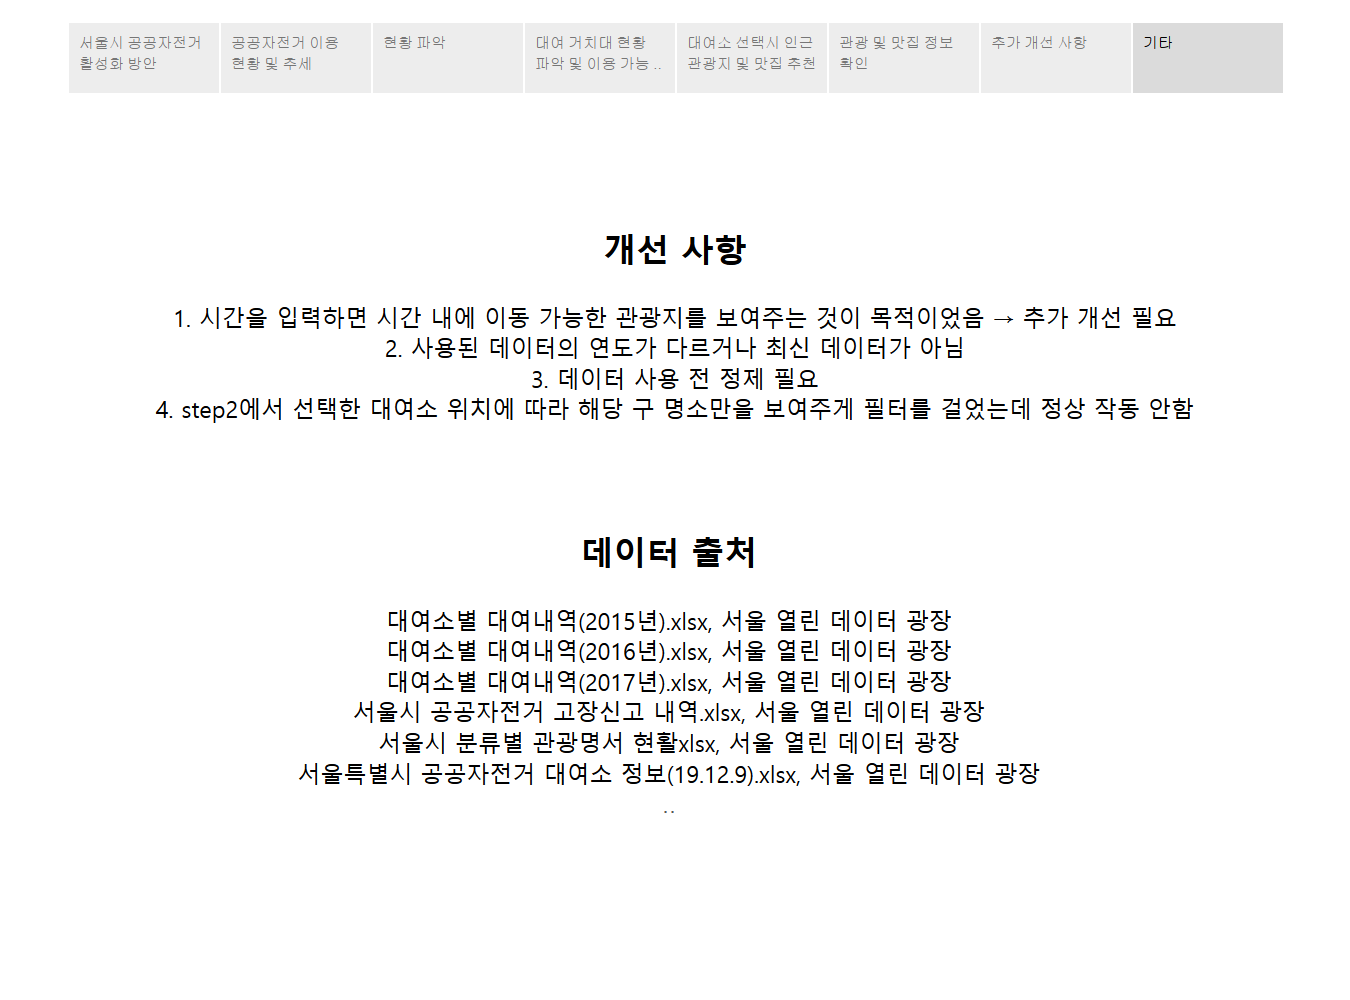 서울시 공공자전거
활성화 방안
공공자전거 이용
현황 및 추세
현황 파악
대여 거치대 현황
파악 및 이용 가능 ..
대여소 선택시 인근
관광지 및 맛집 추천
관광 및 맛집 정보
확인
추가 개선 사항
기타
개선 사항
1. 시간을 입력하면 시간 내에 이동 가능한 관광지를 보여주는 것이 목적이었음 → 추가 개선 필요
2. 사용된 데이터의 연도가 다르거나 최신 데이터가 아님
3. 데이터 사용 전 정제 필요
4. step2에서 선택한 대여소 위치에 따라 해당 구 명소만을 보여주게 필터를 걸었는데 정상 작동 안함
데이터 출처
대여소별 대여내역(2015년).xlsx, 서울 열린 데이터 광장
대여소별 대여내역(2016년).xlsx, 서울 열린 데이터 광장
대여소별 대여내역(2017년).xlsx, 서울 열린 데이터 광장
서울시 공공자전거 고장신고 내역.xlsx, 서울 열린 데이터 광장
서울시 분류별 관광명서 현활xlsx, 서울 열린 데이터 광장
서울특별시 공공자전거 대여소 정보(19.12.9).xlsx, 서울 열린 데이터 광장
..